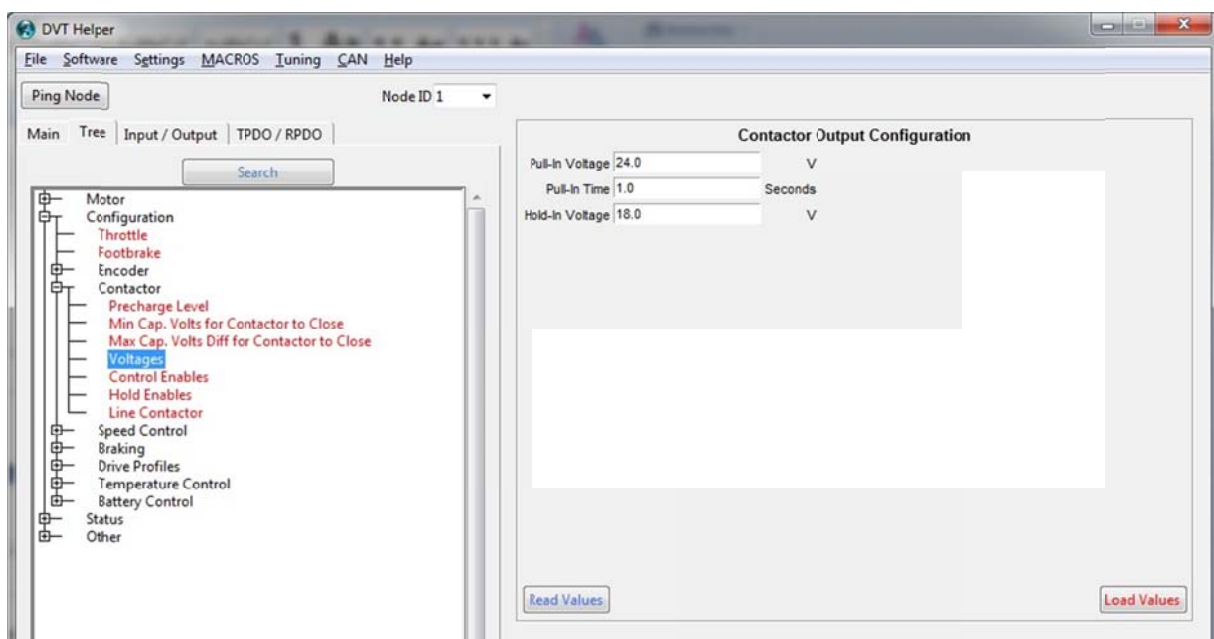 DVT Helper
File Software Settings MACROS Tuning CAN Help
Ping Node
Node ID 1
Main Tree Input / Output TPDO / RPDO
Search
Motor
Configuration
Throttle
Footbrake
Encoder
Contactor
Precharge Level
Min Cap. Volts for Contactor to Close
Max Cap. Volts Diff for Contactor to Close
Voltages
Control Enables
Hold Enables
Line Contactor
Speed Control
Braking
Drive Profiles
Temperature Control
Battery Control
Status
Other
Contactor Output Configuration
Pull-In Voltage 24.0 V
Pull-In Time 1.0 Seconds
Hold-In Voltage 18.0 V
Read Values
Load Values